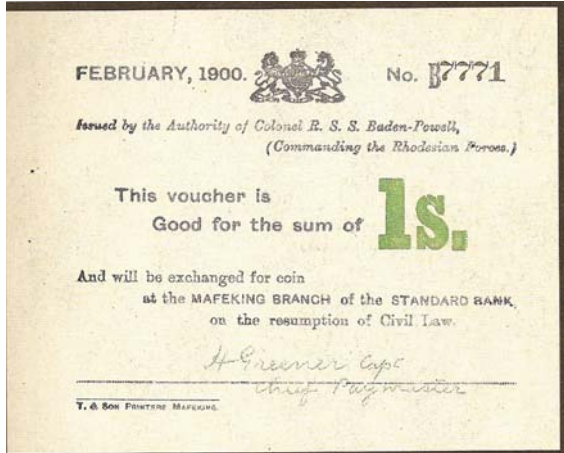 FEBRUARY, 1900. No. B7771
Issued by the Authority of Colonel R. S. S. Baden-Powell,
(Commanding the Rhodesian Forces.)
This voucher is
Good for the sum of 1s.
And will be exchanged for coin
at the MAFEKING BRANCH of the STANDARD BANK
on the resumption of Civil Law.
H Greener Capt
Chief Paymaster
T. & SON PRINTERS MAFEKING.